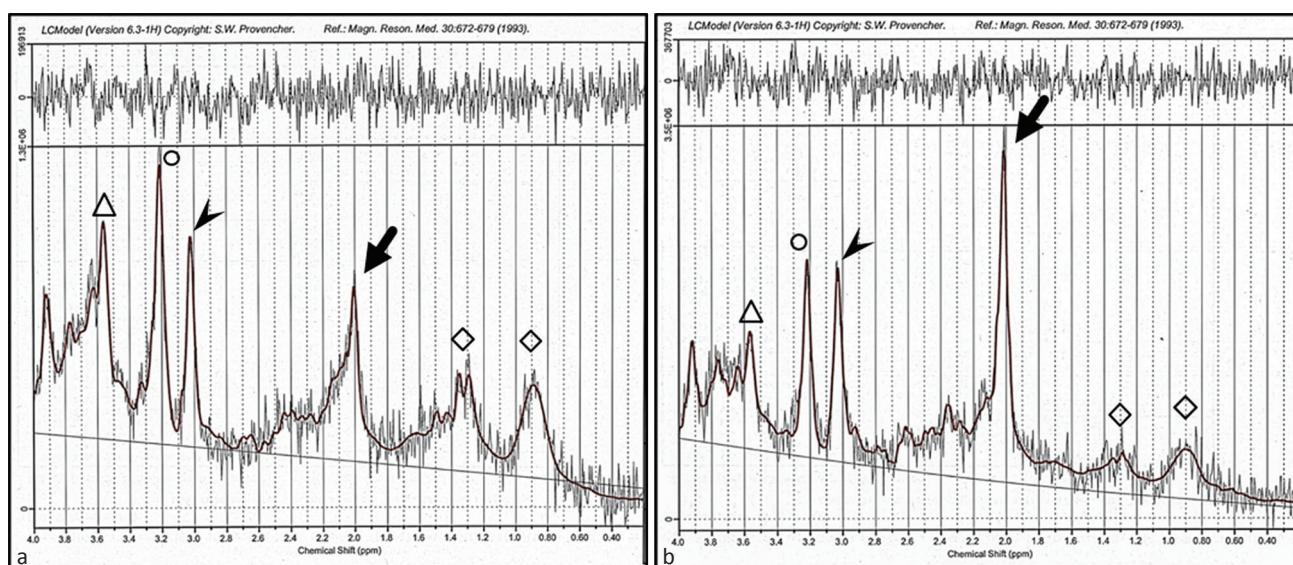 LCModel (Version 6.3-1H) Copyright: S.W. Provencher. Ref.: Magn. Reson. Med. 30:672-679 (1993).
196913
0
1.3E+06
0
4.0 3.8 3.6 3.4 3.2 3.0 2.8 2.6 2.4 2.2 2.0 1.8 1.6 1.4 1.2 1.0 0.80 0.60 0.40
Chemical Shift (ppm)
a
LCModel (Version 6.3-1H) Copyright: S.W. Provencher. Ref.: Magn. Reson. Med. 30:672-679 (1993).
367703
0
3.5E+06
0
4.0 3.8 3.6 3.4 3.2 3.0 2.8 2.6 2.4 2.2 2.0 1.8 1.6 1.4 1.2 1.0 0.80 0.60 0.40
Chemical Shift (ppm)
b